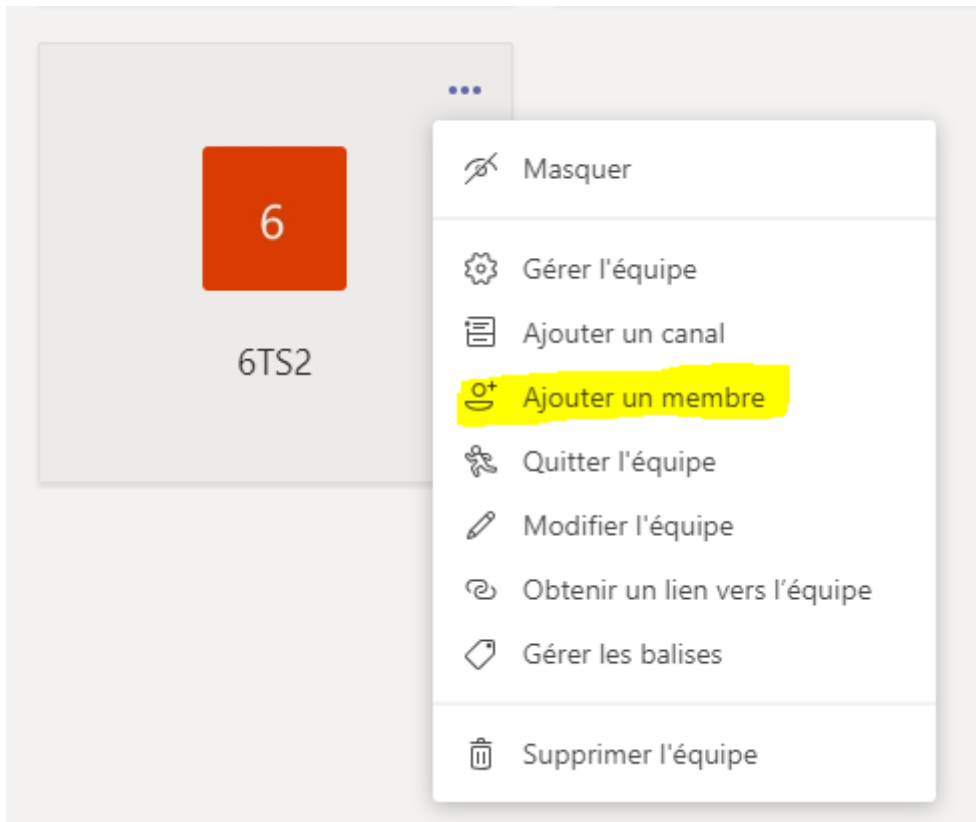 6
6TS2
Masquer
Gérer l'équipe
Ajouter un canal
Ajouter un membre
Quitter l'équipe
Modifier l'équipe
Obtenir un lien vers l’équipe
Gérer les balises
Supprimer l'équipe